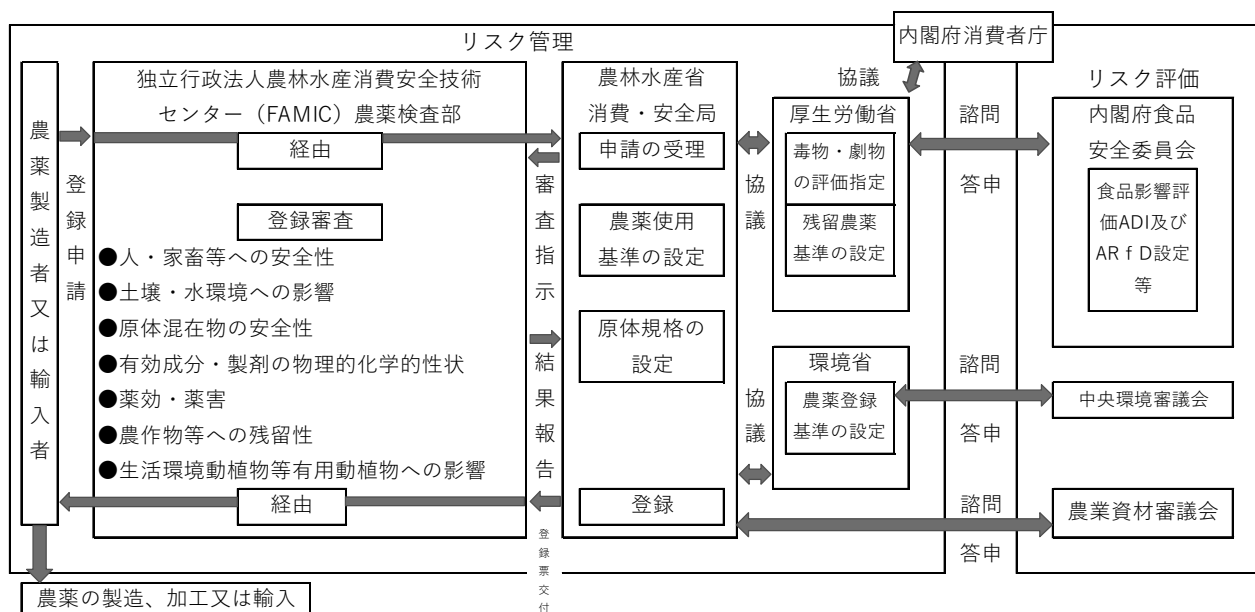 内閣府消費者庁
リスク管理
農薬製造者又は輸入者
登録申請
独立行政法人農林水産消費安全技術
センター（FAMIC）農薬検査部
経由
登録審査
●人・家畜等への安全性
●土壌・水環境への影響
●原体混在物の安全性
●有効成分・製剤の物理的化学的性状
●薬効・薬害
●農作物等への残留性
●生活環境動植物等有用動植物への影響
経由
審査指示
結果報告
登録票交付
農林水産省
消費・安全局
申請の受理
農薬使用
基準の設定
原体規格の
設定
登録
協議
協議
協議
厚生労働省
毒物・劇物
の評価指定
残留農薬
基準の設定
環境省
農薬登録
基準の設定
諮問
答申
諮問
答申
諮問
答申
リスク評価
内閣府食品
安全委員会
食品影響評
価ADI及び
ARｆD設定
等
中央環境審議会
農業資材審議会
農薬の製造、加工又は輸入